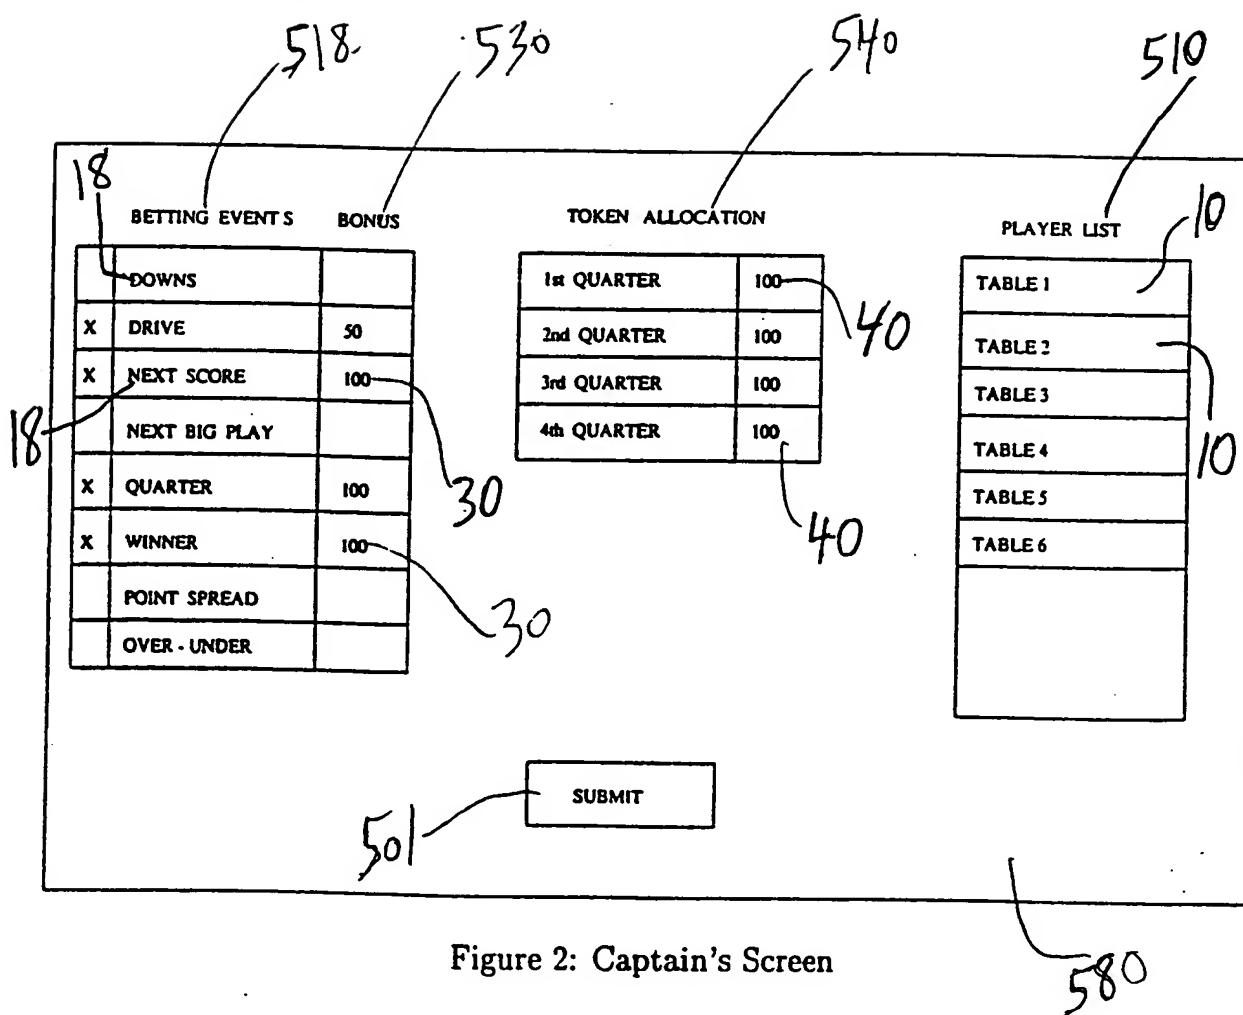 518 530 540 510
18 BETTING EVENTS BONUS TOKEN ALLOCATION PLAYER LIST 10
DOWNS 1st QUARTER 100 TABLE 1
X DRIVE 50 2nd QUARTER 100 40 TABLE 2
X NEXT SCORE 100 3rd QUARTER 100 TABLE 3
18 NEXT BIG PLAY 4th QUARTER 100 TABLE 4 10
X QUARTER 100 30 TABLE 5
X WINNER 100 40 TABLE 6
POINT SPREAD 30
OVER - UNDER
SUBMIT
501
Figure 2: Captain's Screen 580